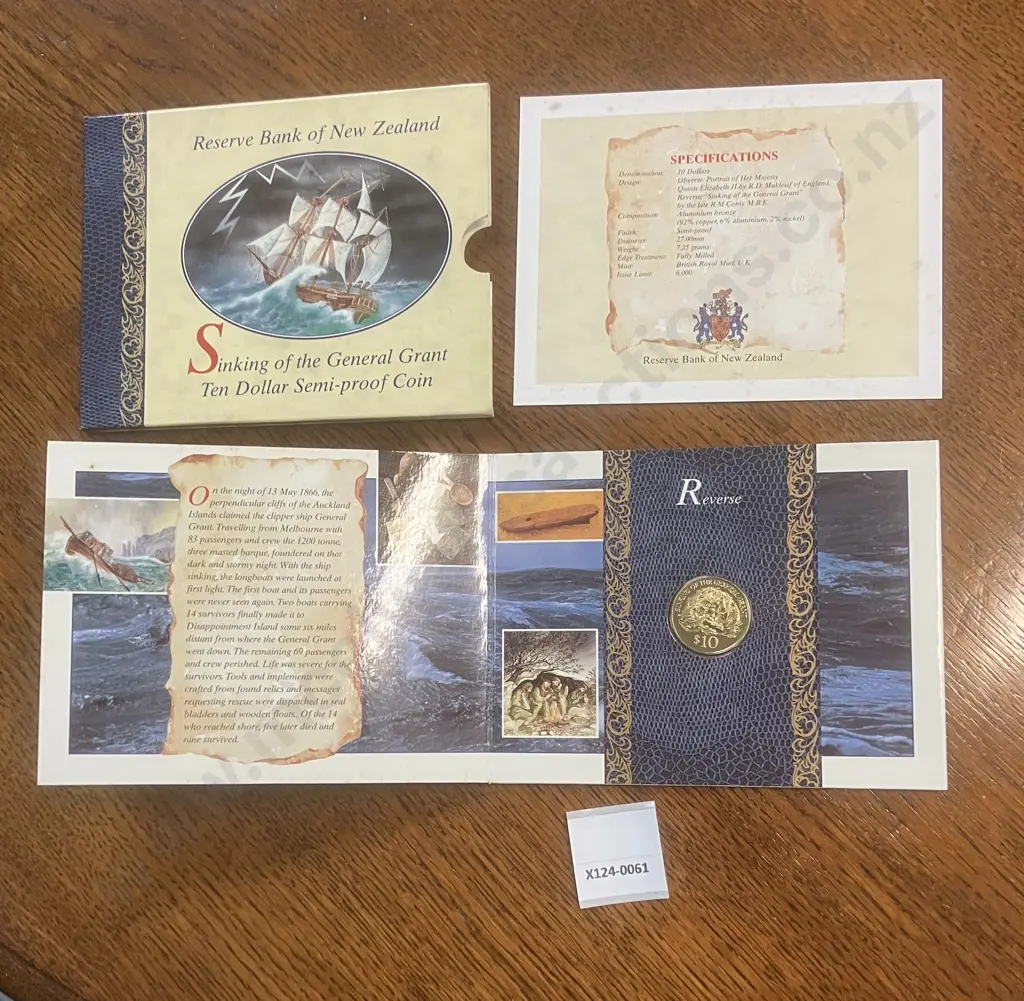 Reserve Bank of New Zealand
Sinking of the General Grant
Ten Dollar Semi-proof Coin
SPECIFICATIONS
Denomination: 10 Dollars
Design: Obverse: Portrait of Her Majesty
Queen Elizabeth II by R.D. Maklouf of England.
Reverse: "Sinking of the General Grant"
by the late R.M. Conly M.B.E.
Composition: Aluminium bronze
(92% copper, 6% aluminium, 2% nickel)
Finish: Semi-proof
Diameter: 27.00mm
Weight: 7.25 grams
Edge Treatment: Fully Milled
Mint: British Royal Mint, U.K.
Issue Limit: 6,000
Reserve Bank of New Zealand
On the night of 13 May 1866, the
perpendicular cliffs of the Auckland
Islands claimed the clipper ship General
Grant. Travelling from Melbourne with
83 passengers and crew the 1200 tonne,
three masted barque, foundered on that
dark and stormy night. With the ship
sinking, the longboats were launched at
first light. The first boat and its passengers
were never seen again. Two boats carrying
14 survivors finally made it to
Disappointment Island some six miles
distant from where the General Grant
went down. The remaining 69 passengers
and crew perished. Life was severe for the
survivors. Tools and implements were
crafted from found relics and messages
requesting rescue were dispatched in seal
bladders and wooden floats. Of the 14
who reached shore, five later died and
nine survived.
Reverse
OF THE GENERAL
$10
X124-0061